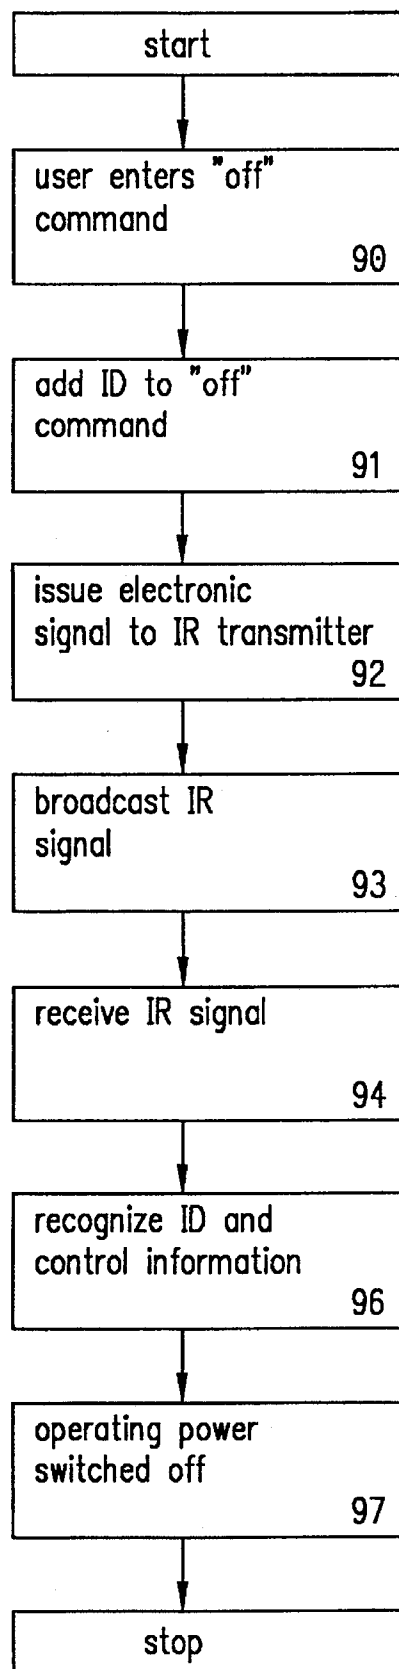 start
user enters "off"
command
90
add ID to "off"
command
91
issue electronic
signal to IR transmitter
92
broadcast IR
signal
93
receive IR signal
94
recognize ID and
control information
96
operating power
switched off
97
stop